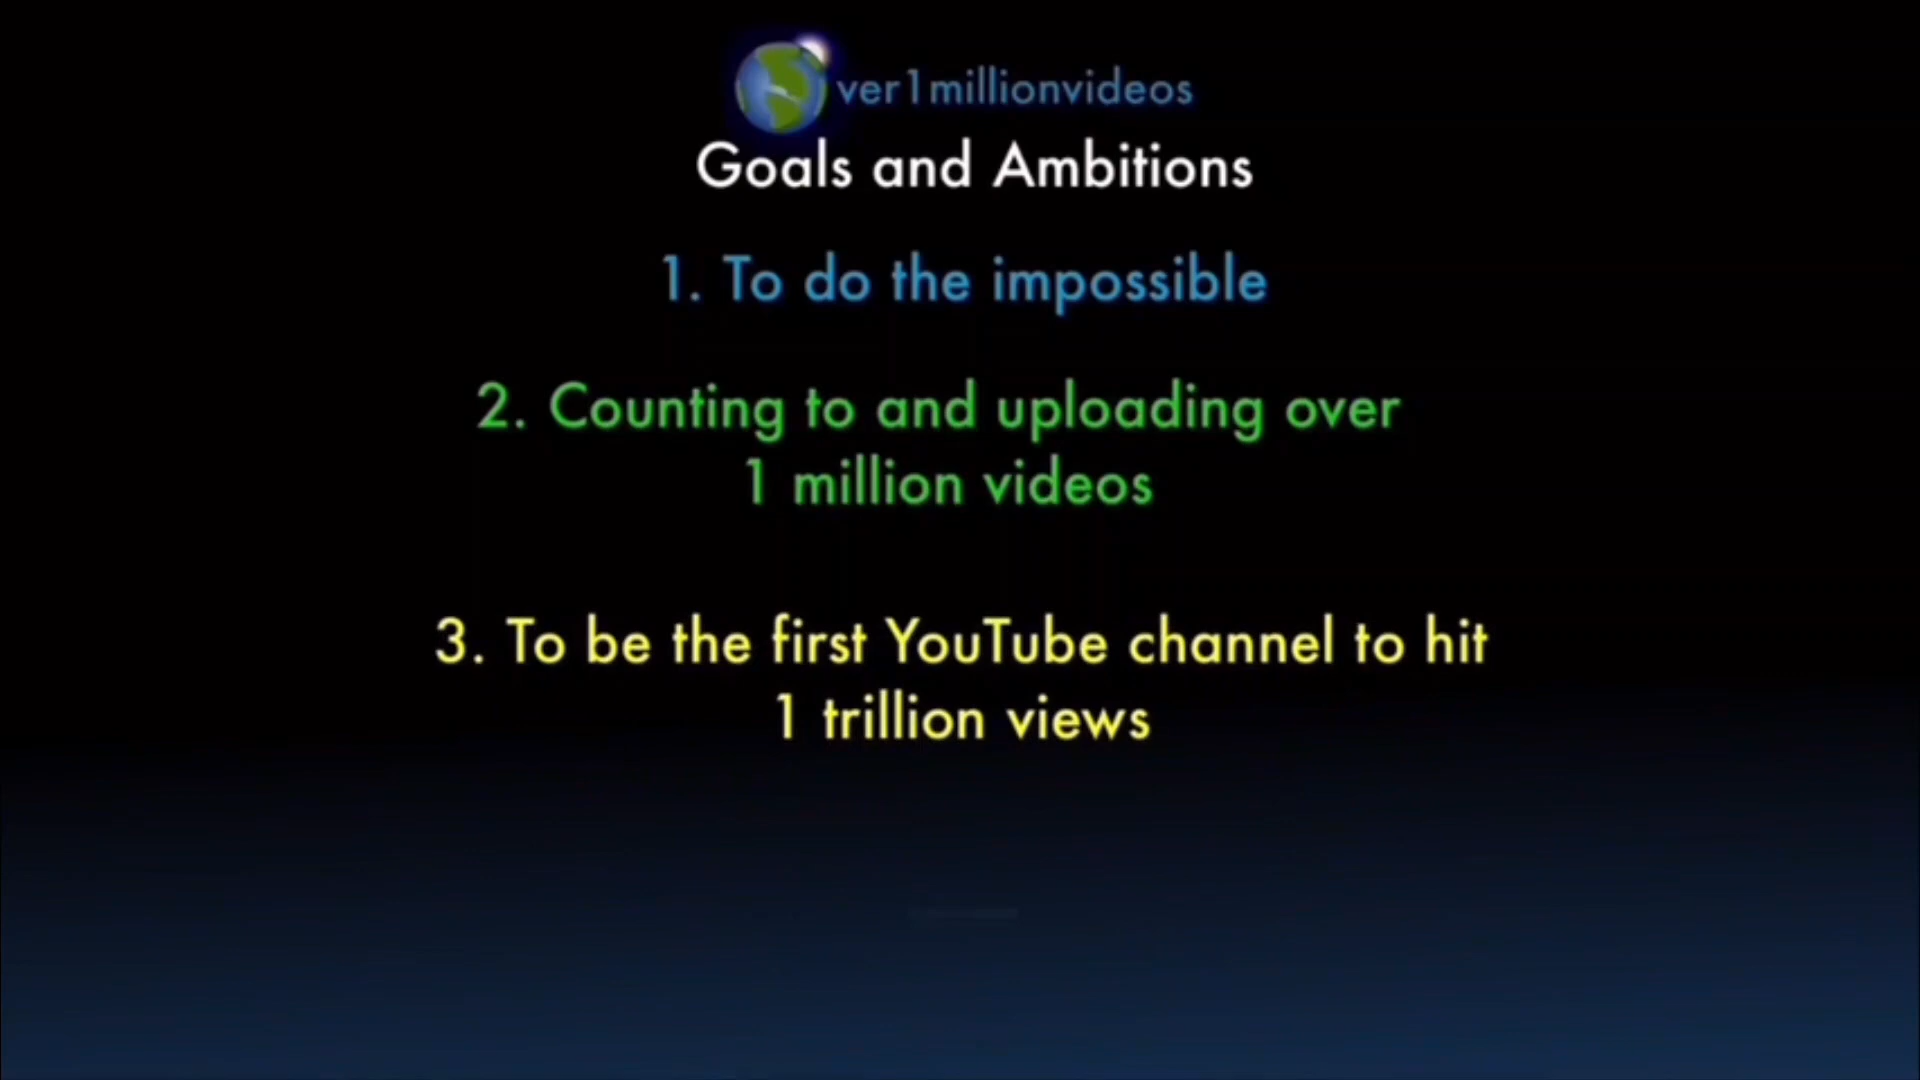 ver1millionvideos
Goals and Ambitions
1. To do the impossible
2. Counting to and uploading over
1 million videos
3. To be the first YouTube channel to hit
1 trillion views